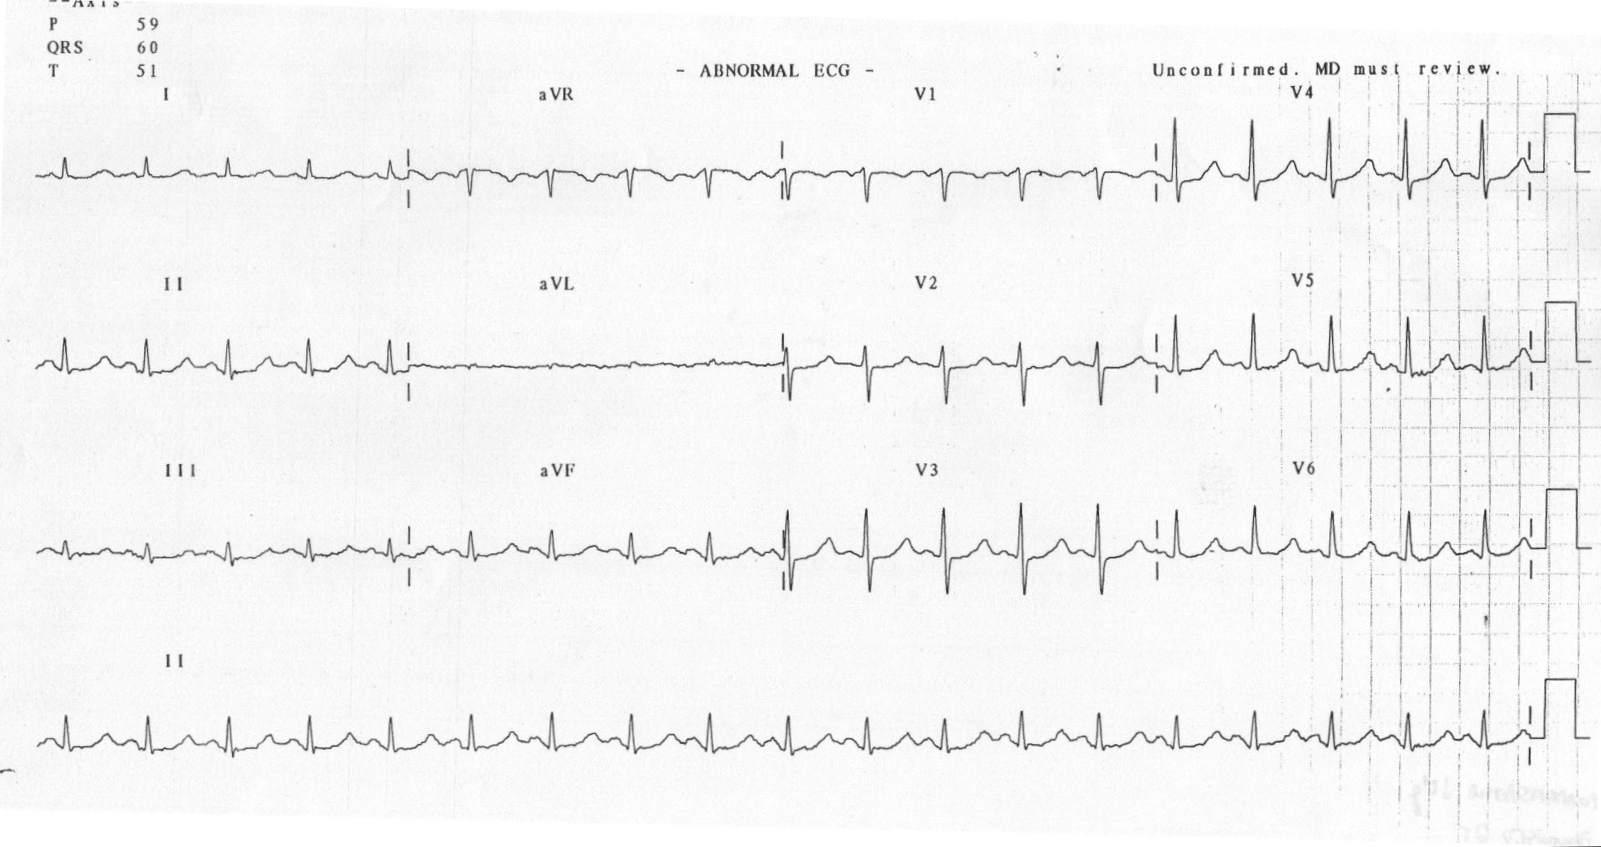 --Axis-
P 59
QRS 60
T 51
- ABNORMAL ECG -
Unconfirmed. MD must review.
I aVR V1 V4
II aVL V2 V5
III aVF V3 V6
II